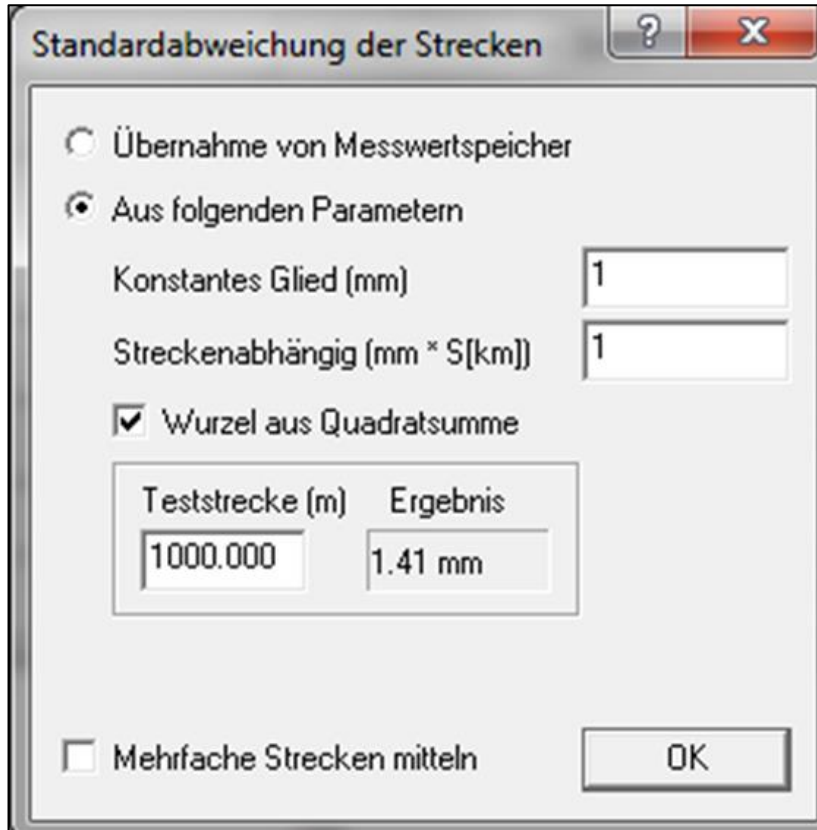 Standardabweichung der Strecken
Übernahme von Messwertspeicher
Aus folgenden Parametern
Konstantes Glied (mm) 1
Streckenabhängig (mm * S[km]) 1
Wurzel aus Quadratsumme
Teststrecke (m) Ergebnis
1000.000 1.41 mm
Mehrfache Strecken mitteln OK